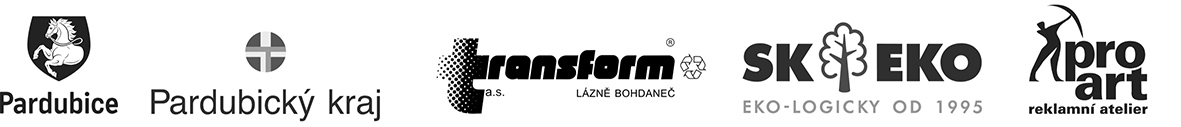 Pardubice
Pardubický kraj
transform®
a.s. LÁZNĚ BOHDANEČ
SK EKO
EKO-LOGICKY OD 1995
pro
art
reklamní atelier